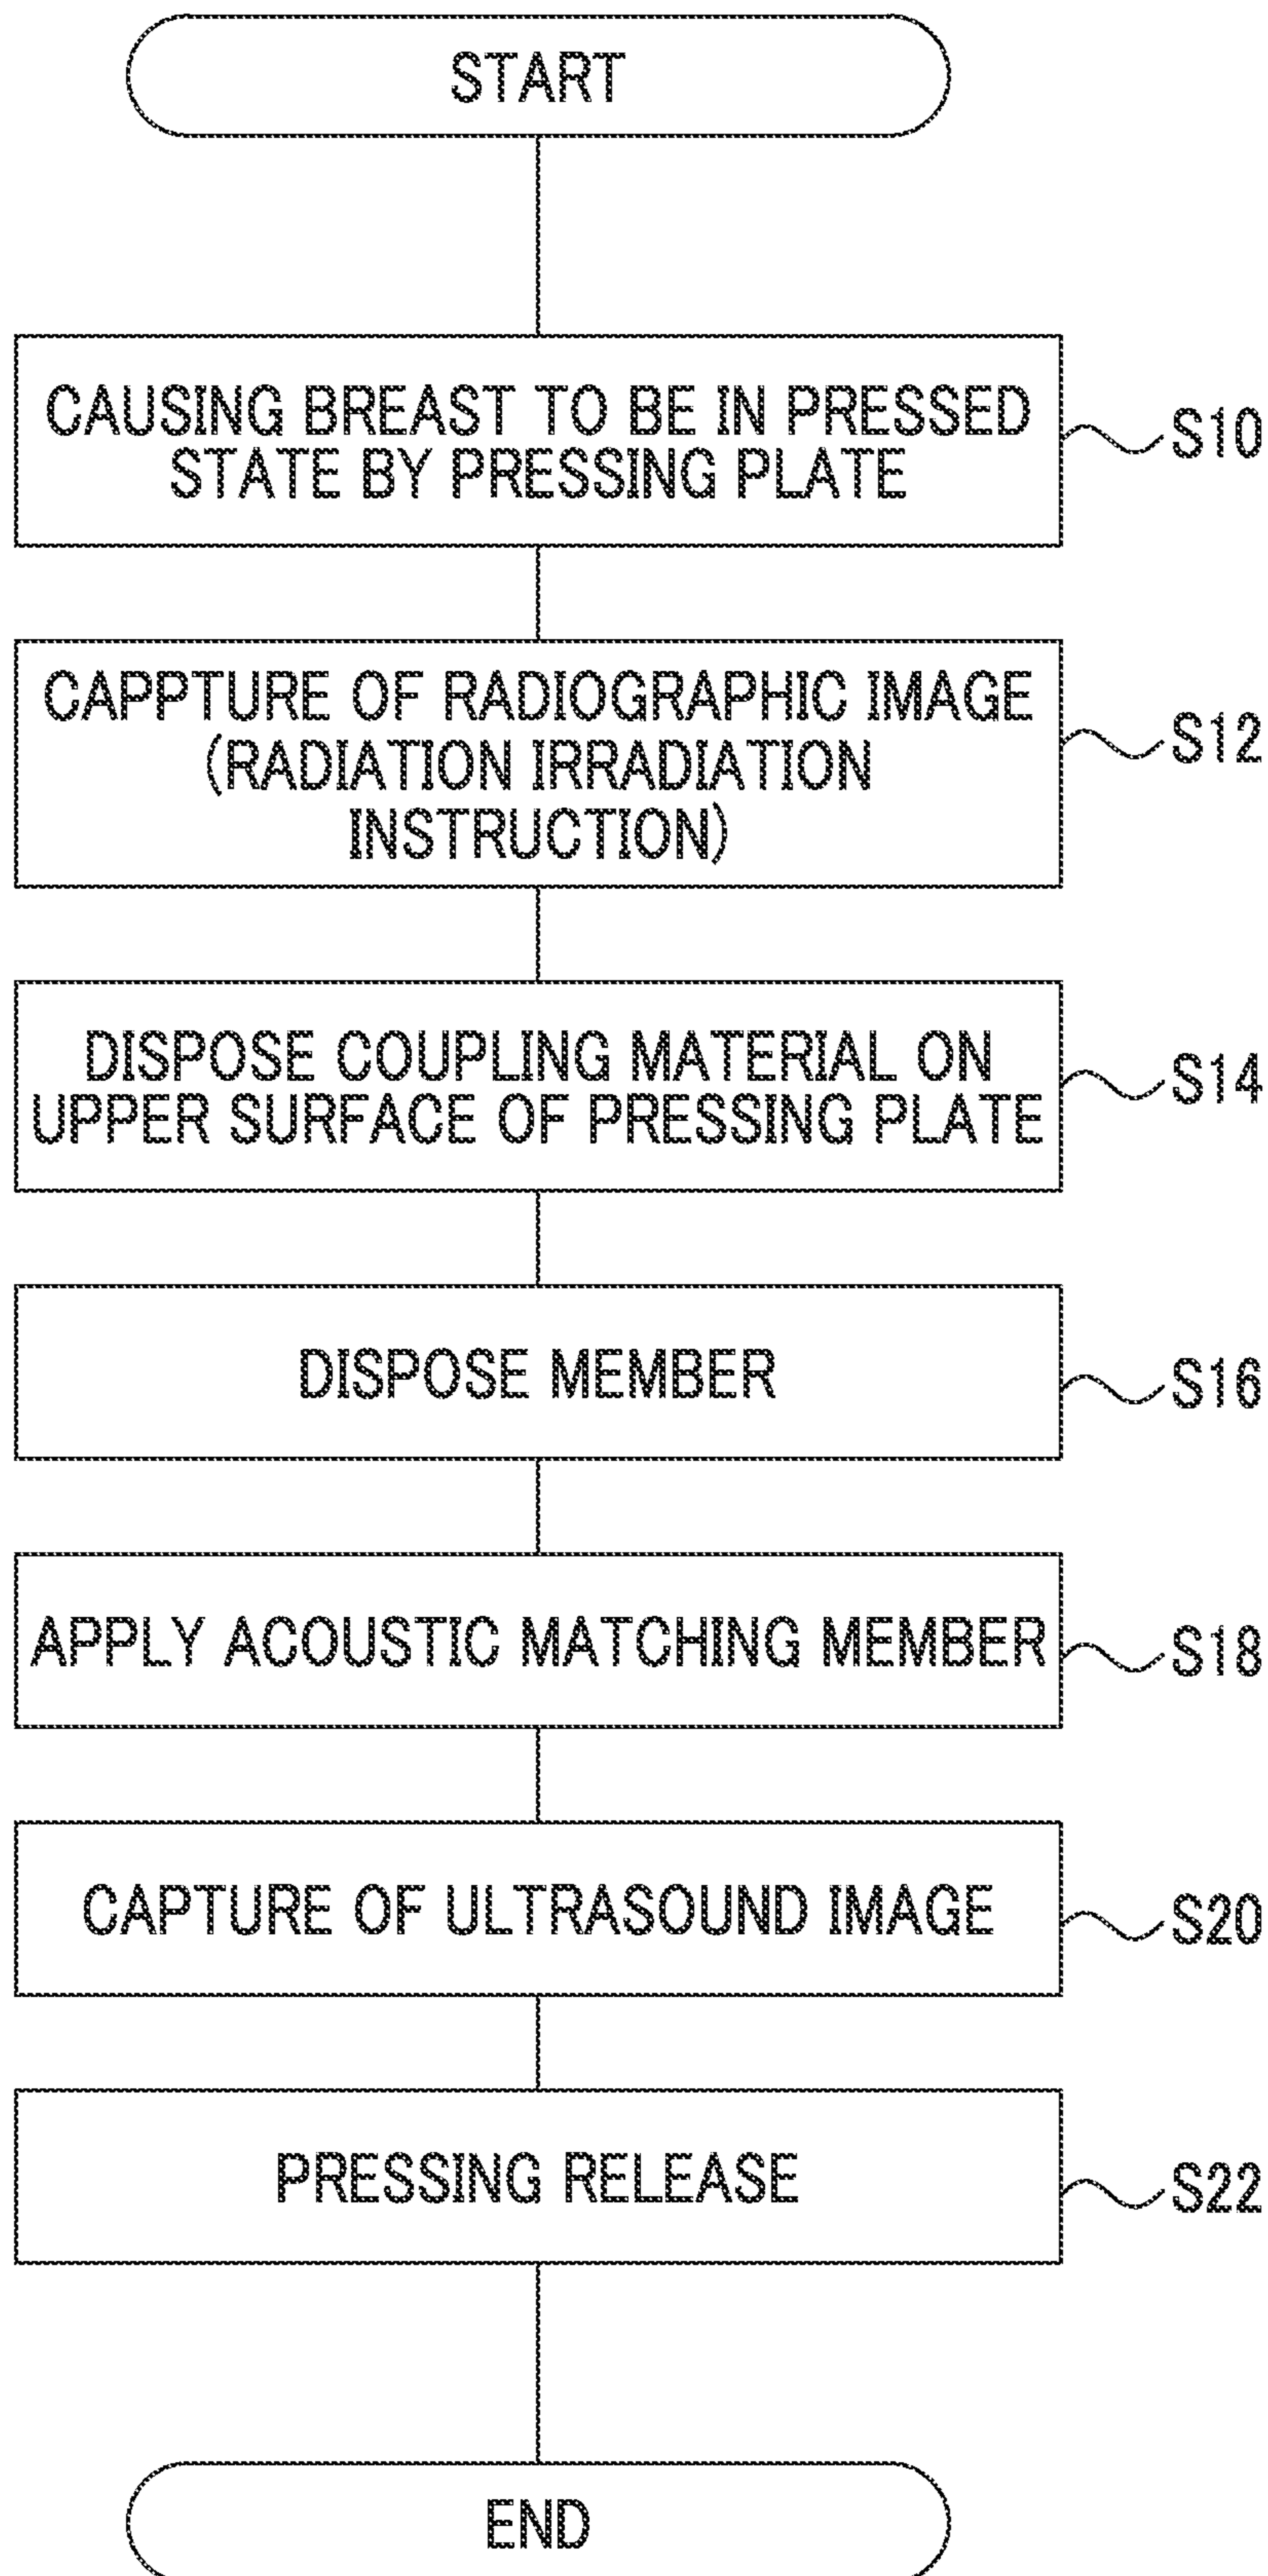 START
CAUSING BREAST TO BE IN PRESSED
STATE BY PRESSING PLATE
S10
CAPPTURE OF RADIOGRAPHIC IMAGE
(RADIATION IRRADIATION
INSTRUCTION)
S12
DISPOSE COUPLING MATERIAL ON
UPPER SURFACE OF PRESSING PLATE
S14
DISPOSE MEMBER
S16
APPLY ACOUSTIC MATCHING MEMBER
S18
CAPTURE OF ULTRASOUND IMAGE
S20
PRESSING RELEASE
S22
END